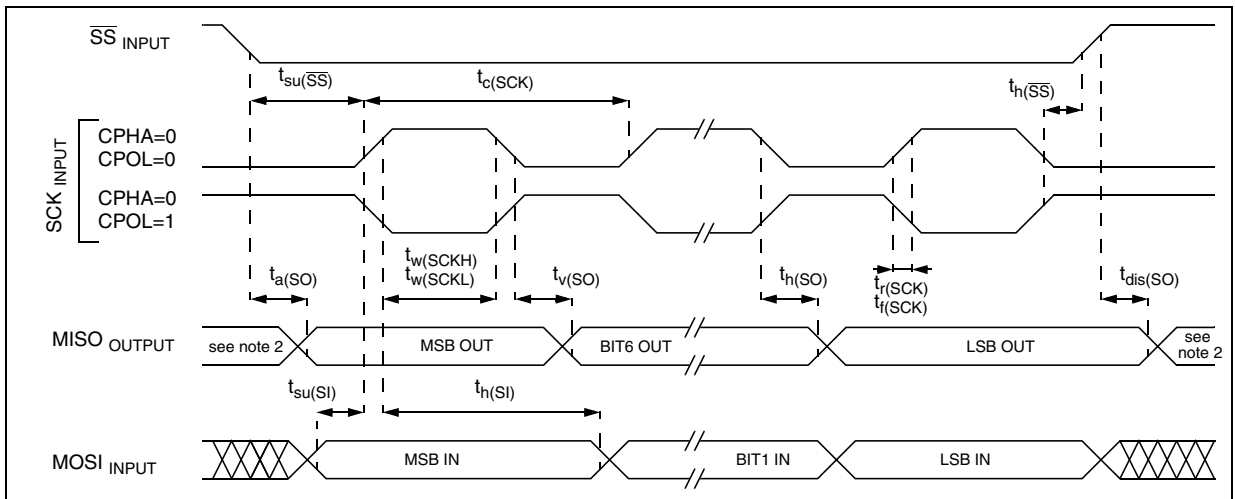 SS INPUT
tsu(SS)
tc(SCK)
th(SS)
SCK INPUT
CPHA=0
CPOL=0
CPHA=0
CPOL=1
ta(SO)
tw(SCKH)
tw(SCKL)
tv(SO)
th(SO)
tr(SCK)
tf(SCK)
tdis(SO)
MISO OUTPUT
see note 2
MSB OUT
BIT6 OUT
LSB OUT
see
note 2
tsu(SI)
th(SI)
MOSI INPUT
MSB IN
BIT1 IN
LSB IN